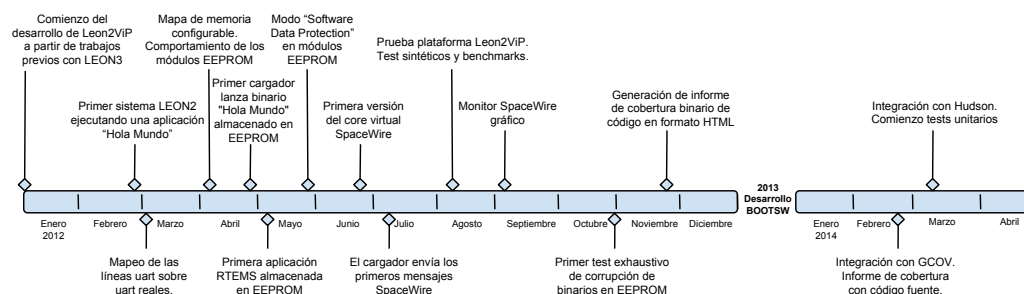 Comienzo del
desarrollo de Leon2ViP
a partir de trabajos
previos con LEON3
Primer sistema LEON2
ejecutando una aplicación
“Hola Mundo”
Mapa de memoria
configurable.
Comportamiento de los
módulos EEPROM
Primer cargador
lanza binario
"Hola Mundo"
almacenado en
EEPROM
Modo “Software
Data Protection”
en módulos
EEPROM
Primera versión
del core virtual
SpaceWire
Prueba plataforma Leon2ViP.
Test sintéticos y benchmarks.
Monitor SpaceWire
gráfico
Generación de informe
de cobertura binario de
código en formato HTML
Integración con Hudson.
Comienzo tests unitarios
Enero
2012
Febrero
Marzo
Abril
Mayo
Junio
Julio
Agosto
Septiembre
Octubre
Noviembre
Diciembre
2013
Desarrollo
BOOTSW
Enero
2014
Febrero
Marzo
Abril
Mapeo de las
líneas uart sobre
uart reales.
Primera aplicación
RTEMS almacenada
en EEPROM
El cargador envía los
primeros mensajes
SpaceWire
Primer test exhaustivo
de corrupción de
binarios en EEPROM
Integración con GCOV.
Informe de cobertura
con código fuente.